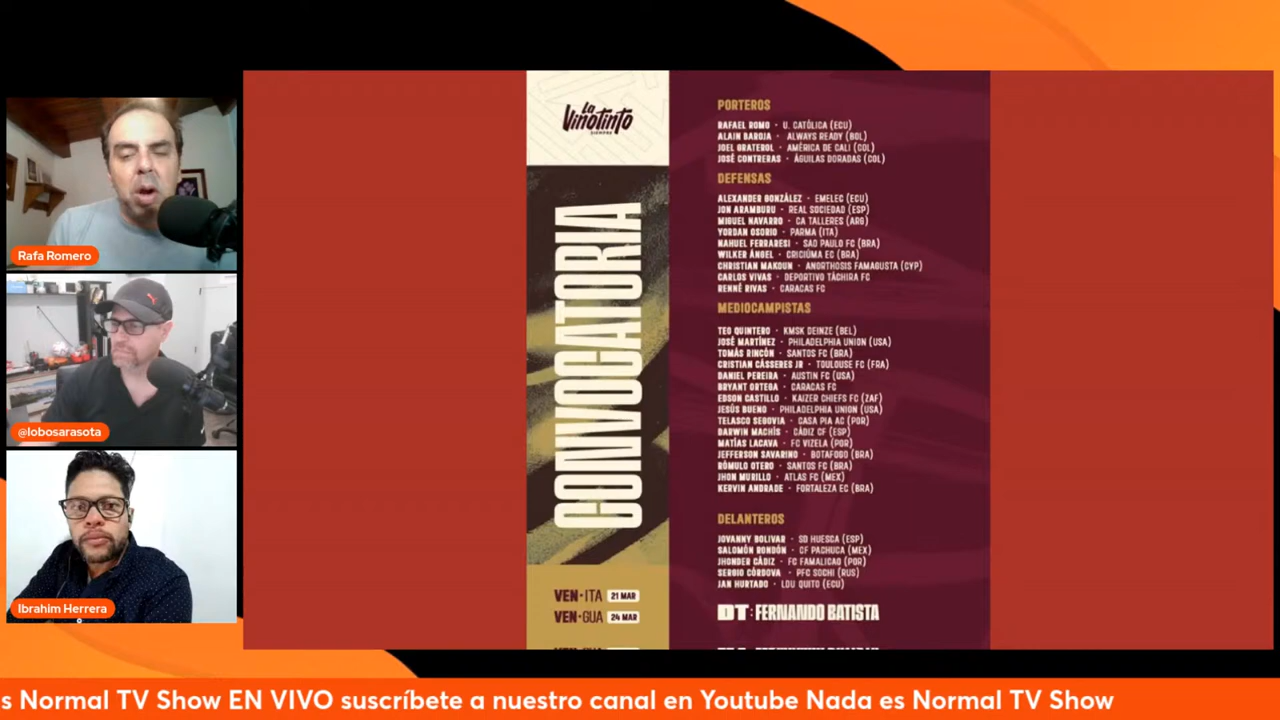 Rafa Romero
@lobosarasota
Ibrahim Herrera
La
Vinotinto
SIEMPRE
CONVOCATORIA
VEN·ITA 21 MAR
VEN·GUA 24 MAR
PORTEROS
RAFAEL ROMO · U. CATÓLICA (ECU)
ALAIN BAROJA · ALWAYS READY (BOL)
JOEL GRATEROL · AMÉRICA DE CALI (COL)
JOSÉ CONTRERAS · ÁGUILAS DORADAS (COL)
DEFENSAS
ALEXANDER GONZÁLEZ · EMELEC (ECU)
JON ARAMBURU · REAL SOCIEDAD (ESP)
MIGUEL NAVARRO · CA TALLERES (ARG)
YORDAN OSORIO · PARMA (ITA)
NAHUEL FERRARESI · SAO PAULO FC (BRA)
WILKER ÁNGEL · CRICIÚMA EC (BRA)
CHRISTIAN MAKOUN · ANORTHOSIS FAMAGUSTA (CYP)
CARLOS VIVAS · DEPORTIVO TÁCHIRA FC
RENNÉ RIVAS · CARACAS FC
MEDIOCAMPISTAS
TEO QUINTERO · KMSK DEINZE (BEL)
JOSÉ MARTÍNEZ · PHILADELPHIA UNION (USA)
TOMÁS RINCÓN · SANTOS FC (BRA)
CRISTIAN CÁSSERES JR · TOULOUSE FC (FRA)
DANIEL PEREIRA · AUSTIN FC (USA)
BRYANT ORTEGA · CARACAS FC
EDSON CASTILLO · KAIZER CHIEFS FC (ZAF)
JESÚS BUENO · PHILADELPHIA UNION (USA)
TELASCO SEGOVIA · CASA PIA AC (POR)
DARWIN MACHÍS · CÁDIZ CF (ESP)
MATÍAS LACAVA · FC VIZELA (POR)
JEFFERSON SAVARINO · BOTAFOGO (BRA)
RÓMULO OTERO · SANTOS FC (BRA)
JHON MURILLO · ATLAS FC (MEX)
KERVIN ANDRADE · FORTALEZA EC (BRA)
DELANTEROS
JOVANNY BOLIVAR · SD HUESCA (ESP)
SALOMÓN RONDÓN · CF PACHUCA (MEX)
JHONDER CÁDIZ · FC FAMALICAO (POR)
SERGIO CÓRDOVA · PFC SOCHI (RUS)
JAN HURTADO · LDU QUITO (ECU)
DT: FERNANDO BATISTA
s Normal TV Show EN VIVO suscríbete a nuestro canal en Youtube Nada es Normal TV Show